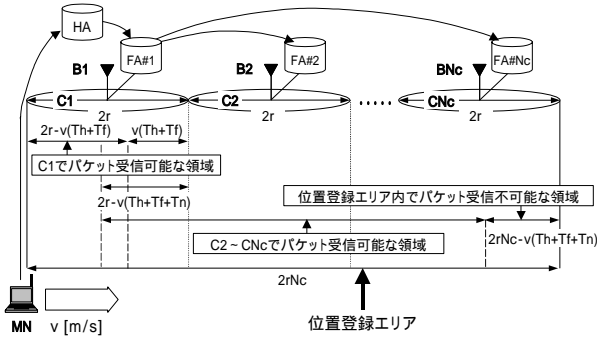 HA
FA#1
FA#2
FA#Nc
B1
B2
BNc
C1
C2
CNc
2r
2r
2r
2r-v(Th+Tf)
v(Th+Tf)
C1でパケット受信可能な領域
2r-v(Th+Tf+Tn)
位置登録エリア内でパケット受信不可能な領域
C2～CNcでパケット受信可能な領域
2rNc-v(Th+Tf+Tn)
2rNc
MN
v [m/s]
位置登録エリア